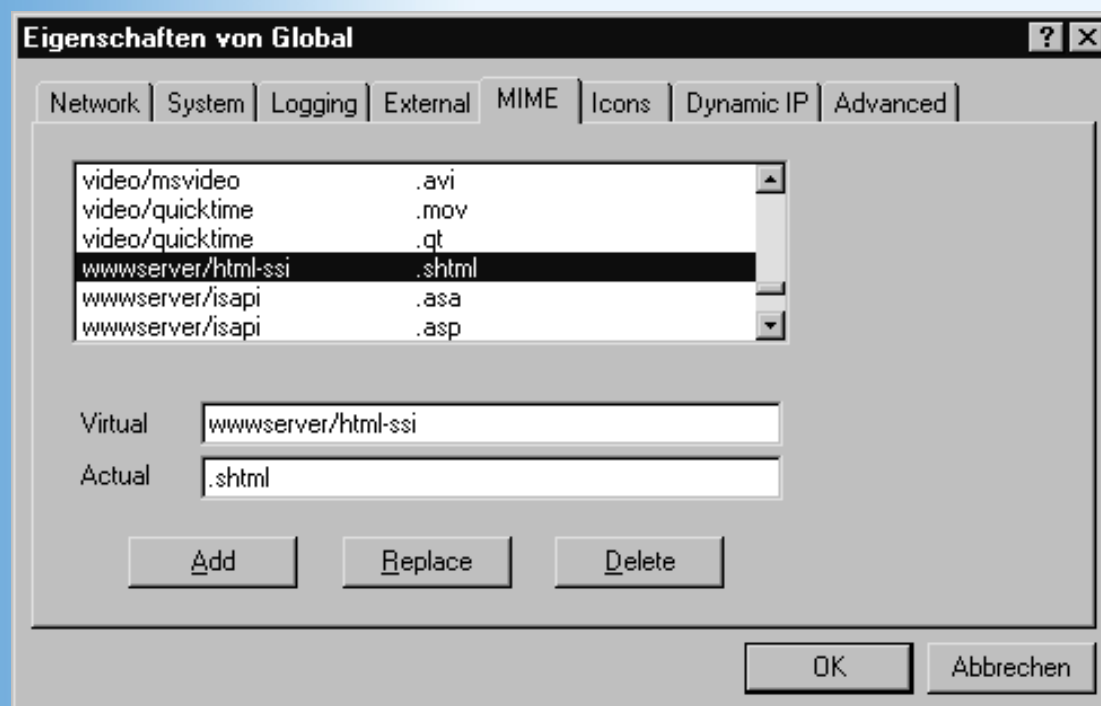 Eigenschaften von Global
Network System Logging External MIME Icons Dynamic IP Advanced
video/msvideo .avi
video/quicktime .mov
video/quicktime .qt
wwwserver/html-ssi .shtml
wwwserver/isapi .asa
wwwserver/isapi .asp
Virtual wwwserver/html-ssi
Actual .shtml
Add Replace Delete
OK Abbrechen